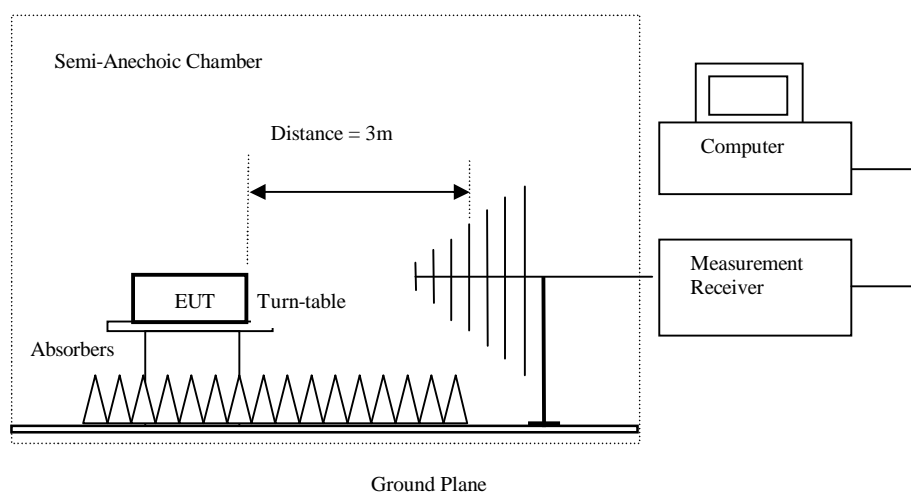 Semi-Anechoic Chamber
Distance = 3m
Computer
Measurement
Receiver
EUT
Turn-table
Absorbers
Ground Plane